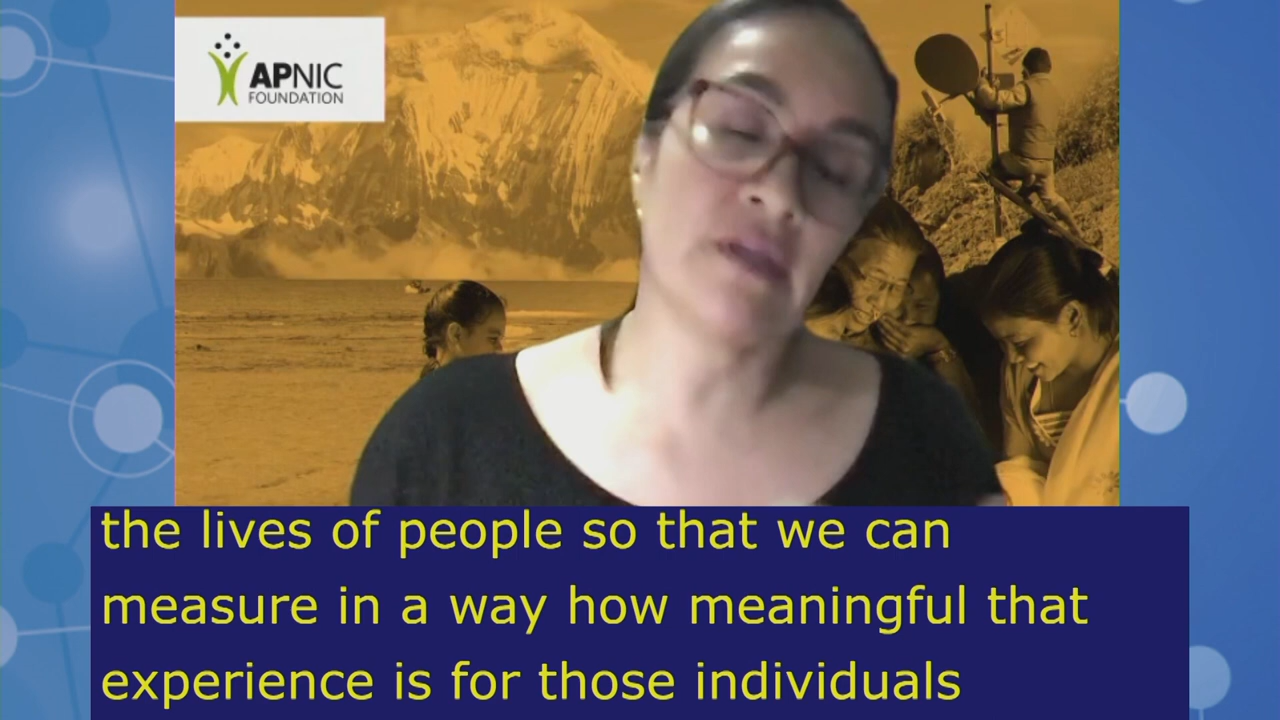 APNIC
FOUNDATION
the lives of people so that we can
measure in a way how meaningful that
experience is for those individuals